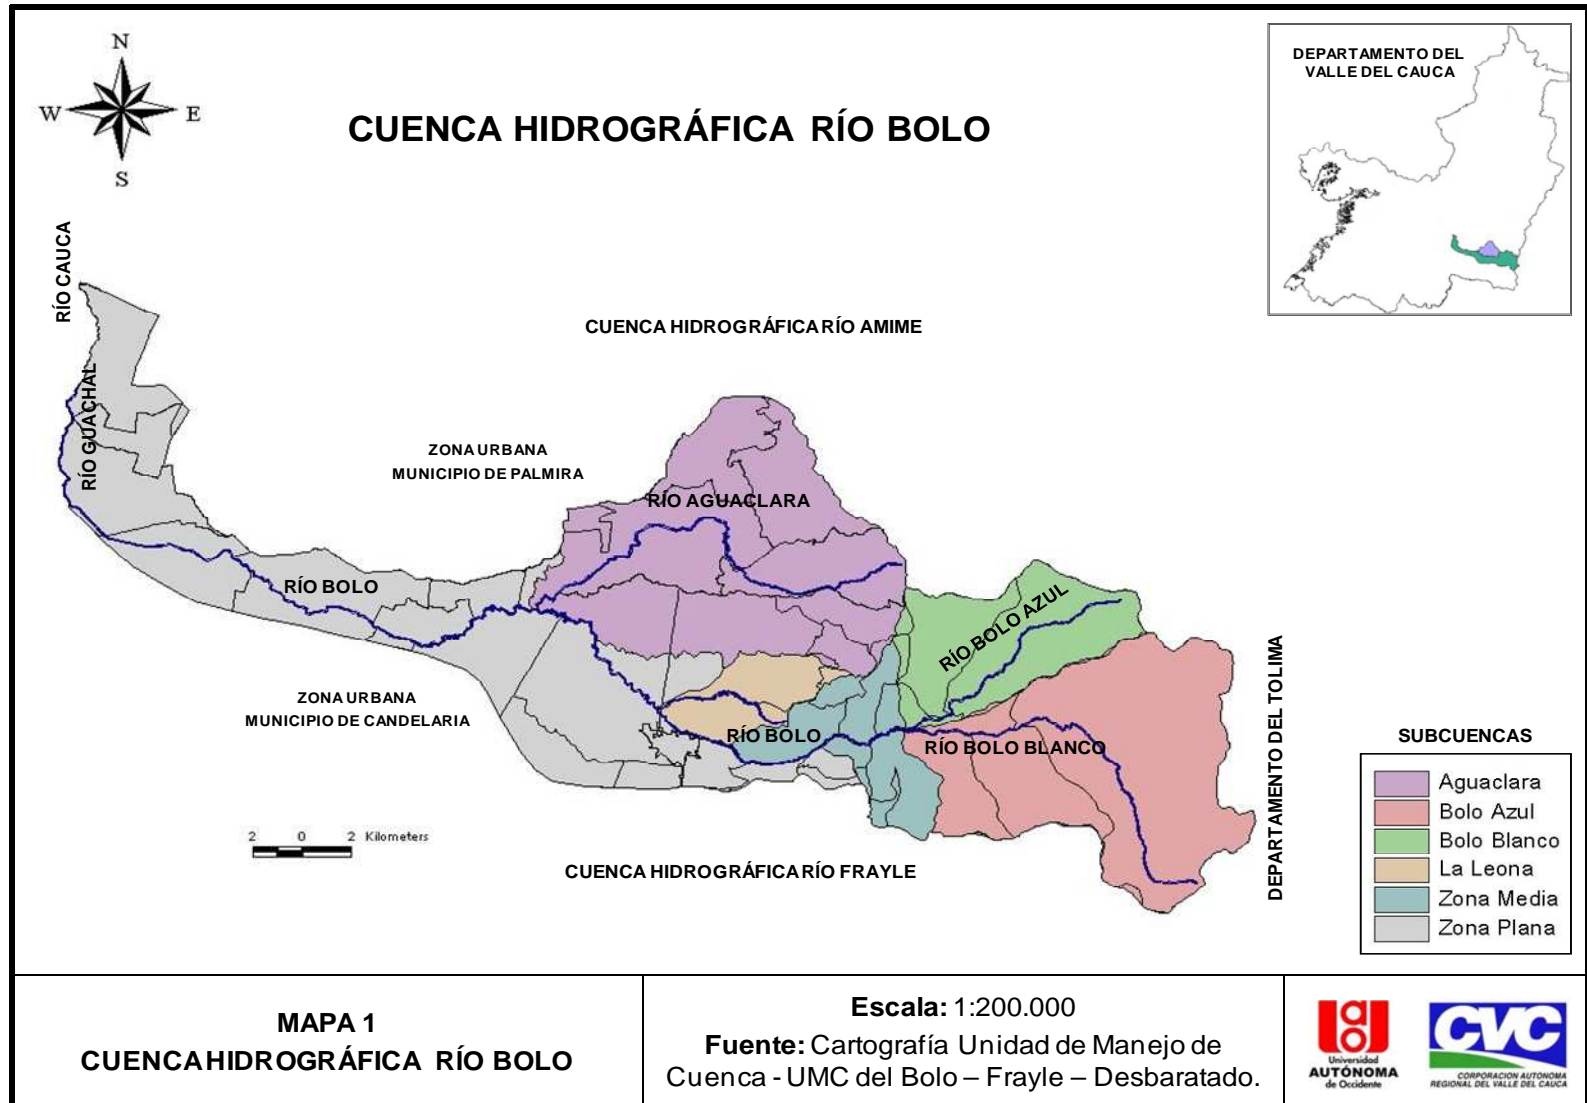 N
W E
S
CUENCA HIDROGRÁFICA RÍO BOLO
DEPARTAMENTO DEL
VALLE DEL CAUCA
RÍO CAUCA
CUENCA HIDROGRÁFICA RÍO AMIME
RÍO GUACHAL
ZONA URBANA
MUNICIPIO DE PALMIRA
RÍO AGUACLARA
RÍO BOLO
RÍO BOLO AZUL
ZONA URBANA
MUNICIPIO DE CANDELARIA
RÍO BOLO
RÍO BOLO BLANCO
DEPARTAMENTO DEL TOLIMA
2 0 2 Kilometers
CUENCA HIDROGRÁFICA RÍO FRAYLE
SUBCUENCAS
Aguaclara
Bolo Azul
Bolo Blanco
La Leona
Zona Media
Zona Plana
MAPA 1
CUENCA HIDROGRÁFICA RÍO BOLO
Escala: 1:200.000
Fuente: Cartografía Unidad de Manejo de
Cuenca - UMC del Bolo – Frayle – Desbaratado.
Universidad
AUTÓNOMA
de Occidente
CVC
CORPORACION AUTONOMA
REGIONAL DEL VALLE DEL CAUCA